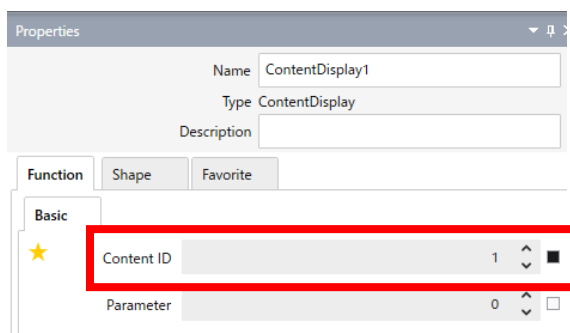 Properties
Name ContentDisplay1
Type ContentDisplay
Description
Function Shape Favorite
Basic
Content ID 1
Parameter 0